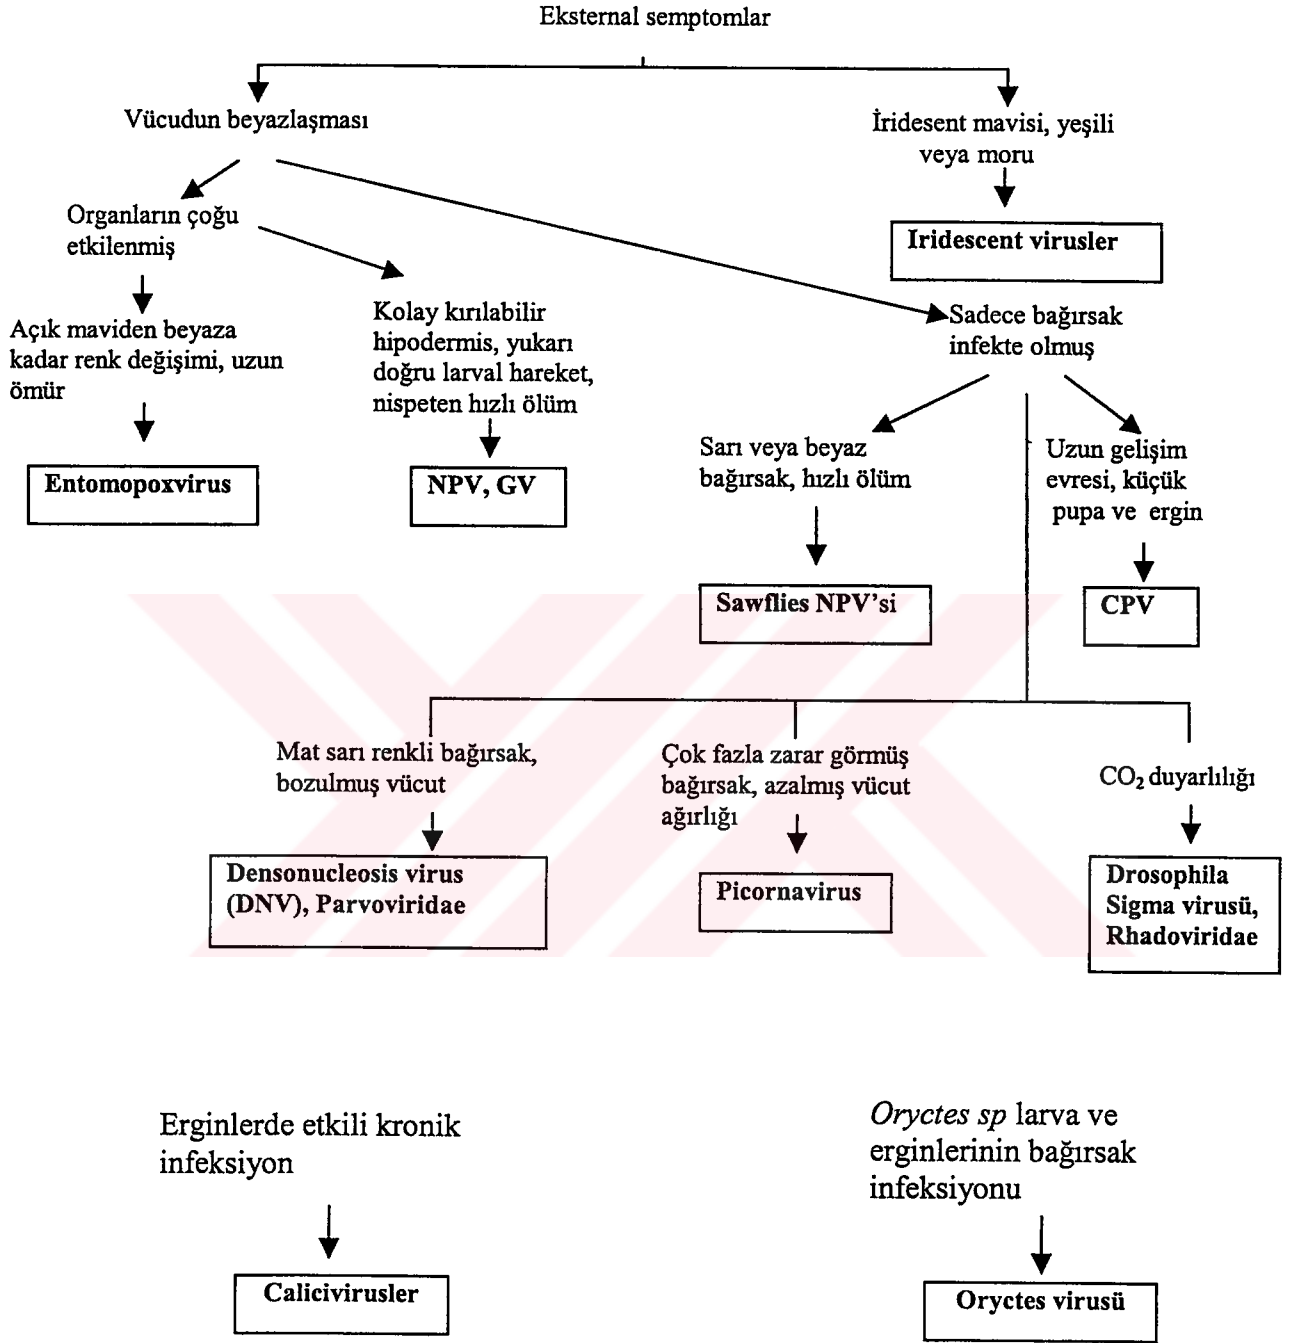 Eksternal semptomlar
Vücudun beyazlaşması
İridesent mavisi, yeşili
veya moru
Organların çoğu
etkilenmiş
Iridescent virusler
Açık maviden beyaza
kadar renk değişimi, uzun
ömür
Kolay kırılabilir
hipodermis, yukarı
doğru larval hareket,
nispeten hızlı ölüm
Sadece bağırsak
infekte olmuş
Entomopoxvirus
NPV, GV
Sarı veya beyaz
bağırsak, hızlı ölüm
Uzun gelişim
evresi, küçük
pupa ve ergin
Sawflies NPV'si
CPV
Mat sarı renkli bağırsak,
bozulmuş vücut
Çok fazla zarar görmüş
bağırsak, azalmış vücut
ağırlığı
CO₂ duyarlılığı
Densonucleosis virus
(DNV), Parvoviridae
Picornavirus
Drosophila
Sigma virusü,
Rhadoviridae
Erginlerde etkili kronik
infeksiyon
Oryctes sp larva ve
erginlerinin bağırsak
infeksiyonu
Calicivirusler
Oryctes virusü